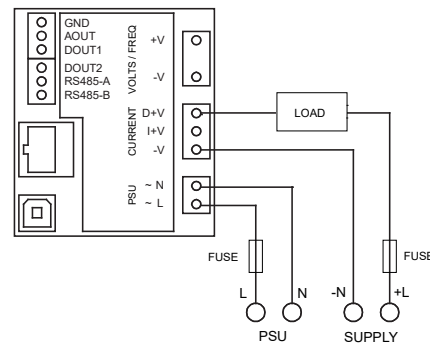 GND
AOUT
DOUT1
DOUT2
RS485-A
RS485-B
VOLTS / FREQ
+V
-V
CURRENT
D+V
I+V
-V
PSU
~ N
~ L
LOAD
FUSE
FUSE
L N -N +L
PSU SUPPLY